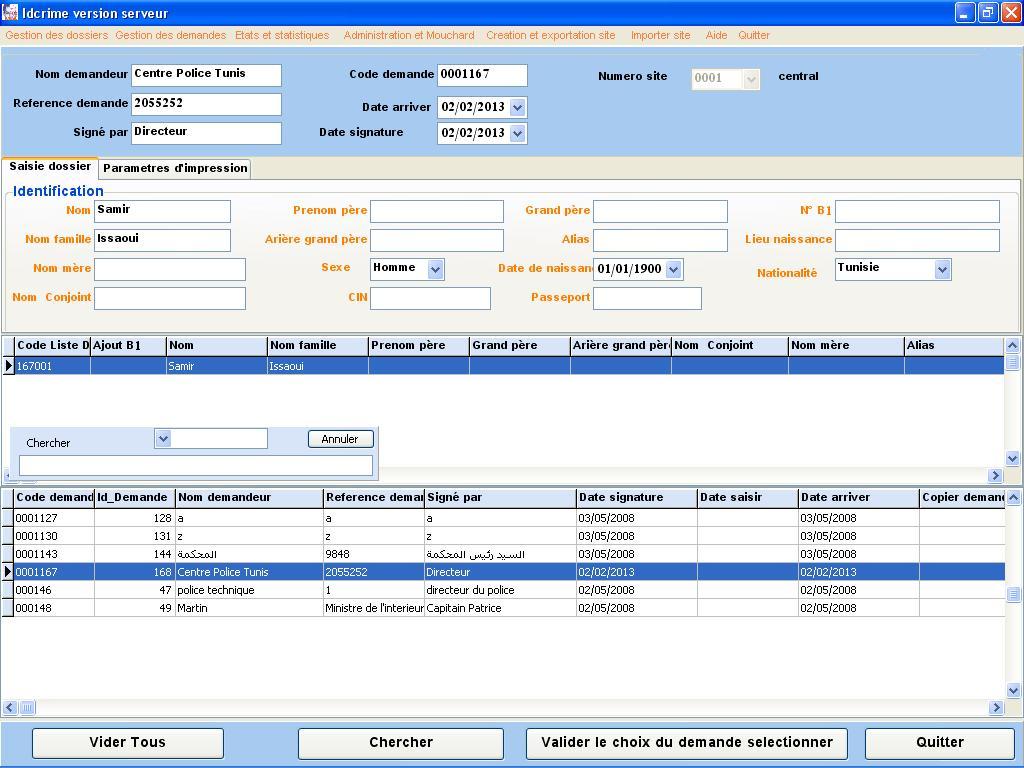 Idcrime version serveur
Gestion des dossiers Gestion des demandes Etats et statistiques Administration et Mouchard Creation et exportation site Importer site Aide Quitter
Nom demandeur Centre Police Tunis Code demande 0001167 Numero site 0001 central
Reference demande 2055252 Date arriver 02/02/2013
Signé par Directeur Date signature 02/02/2013
Saisie dossier Parametres d'impression
Identification
Nom Samir Prenom père Grand père N° B1
Nom famille Issaoui Arière grand père Alias Lieu naissance
Nom mère Sexe Homme Date de naissan 01/01/1900 Nationalité Tunisie
Nom Conjoint CIN Passeport
Code Liste D Ajout B1 Nom Nom famille Prenom père Grand père Arière grand pèr Nom Conjoint Nom mère Alias
167001 Samir Issaoui
Chercher Annuler
Code demand Id_Demande Nom demandeur Reference demar Signé par Date signature Date saisir Date arriver Copier deman
0001127 128 a a a 03/05/2008 03/05/2008
0001130 131 z z z 03/05/2008 03/05/2008
0001143 144 المحكمة 9848 السيد رئيس المحكمة 03/05/2008 03/05/2008
0001167 168 Centre Police Tunis 2055252 Directeur 02/02/2013 02/02/2013
000146 47 police technique 1 directeur du police 02/05/2008 02/05/2008
000148 49 Martin Ministre de l'interieur Capitain Patrice 02/05/2008 02/05/2008
Vider Tous Chercher Valider le choix du demande selectionner Quitter